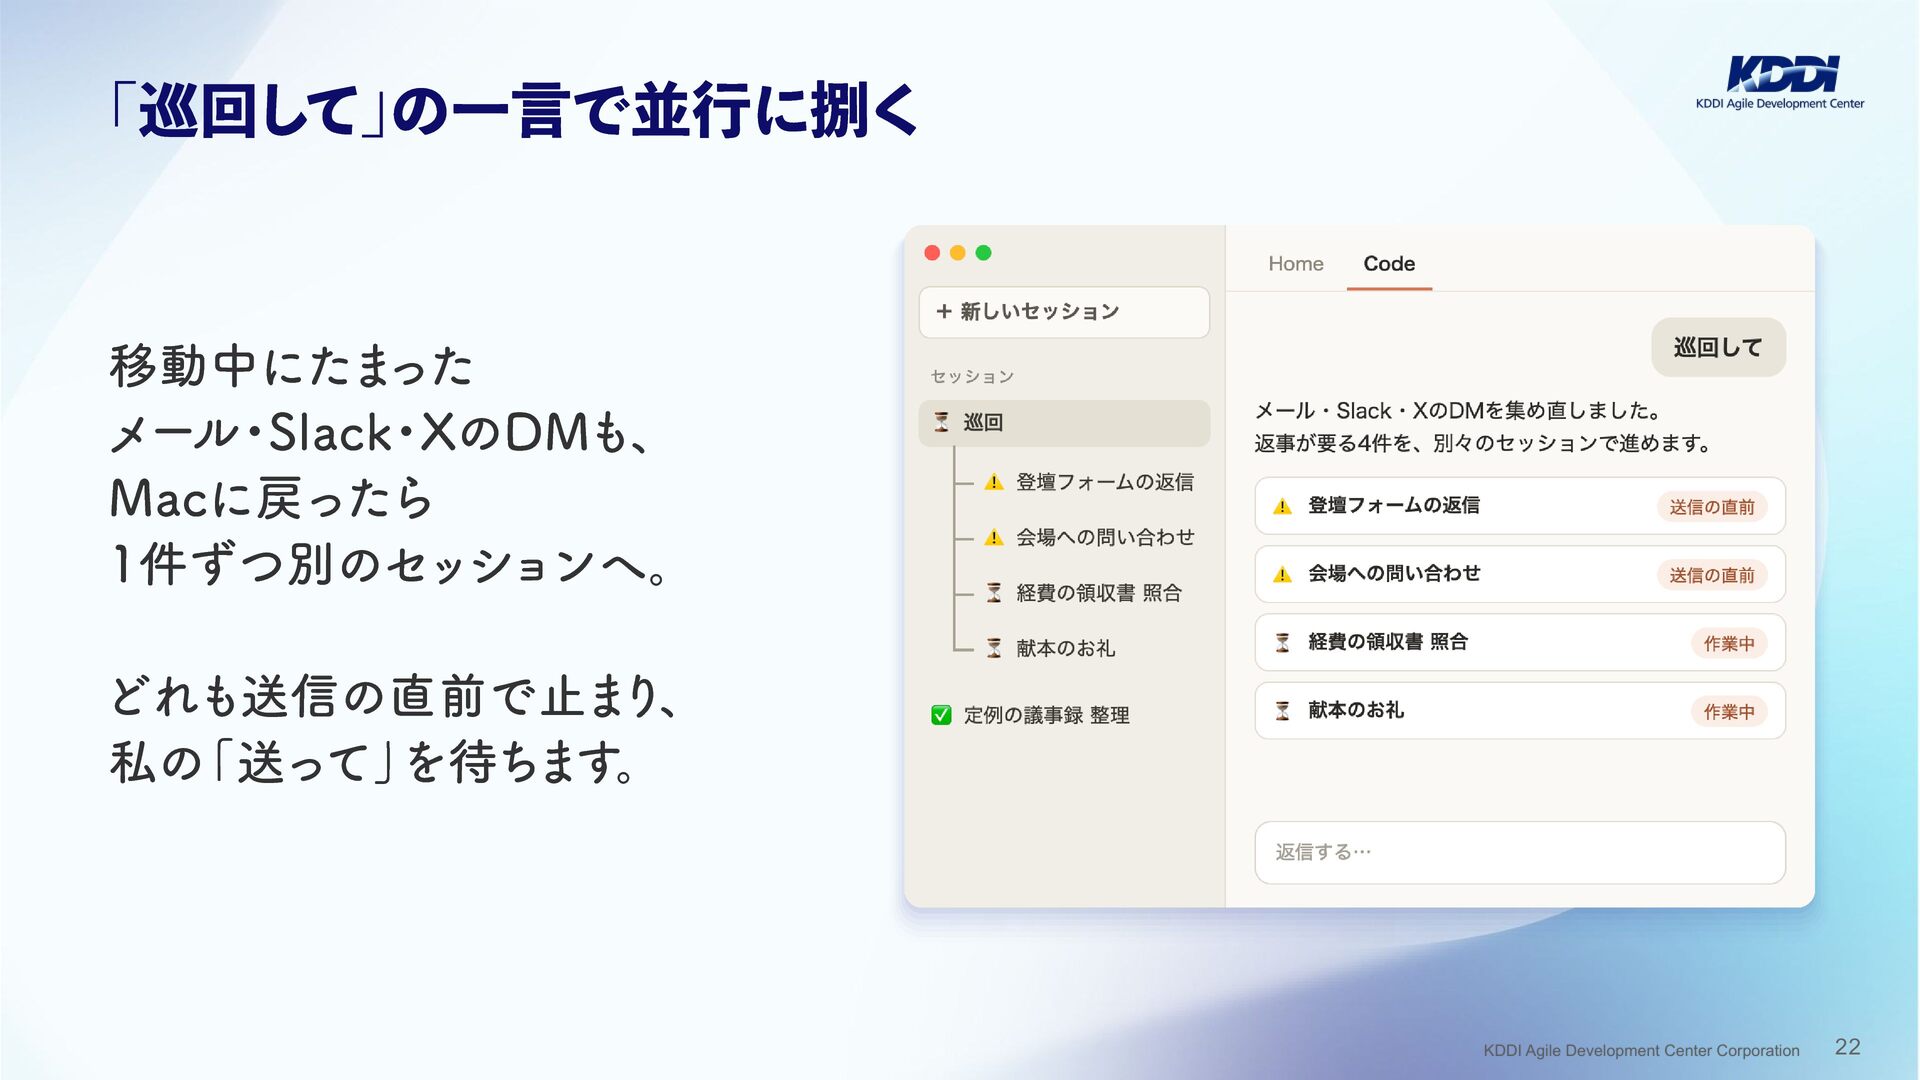 「巡回して」の一言で並行に捌く
KDDI
KDDI Agile Development Center
移動中にたまった
メール・Slack・XのDMも、
Macに戻ったら
1件ずつ別のセッションへ。
どれも送信の直前で止まり、
私の「送って」を待ちます。
+ 新しいセッション
セッション
巡回
登壇フォームの返信
会場への問い合わせ
経費の領収書 照合
献本のお礼
定例の議事録 整理
Home Code
巡回して
メール・Slack・XのDMを集め直しました。
返事が要る4件を、別々のセッションで進めます。
登壇フォームの返信 送信の直前
会場への問い合わせ 送信の直前
経費の領収書 照合 作業中
献本のお礼 作業中
返信する…
KDDI Agile Development Center Corporation 22